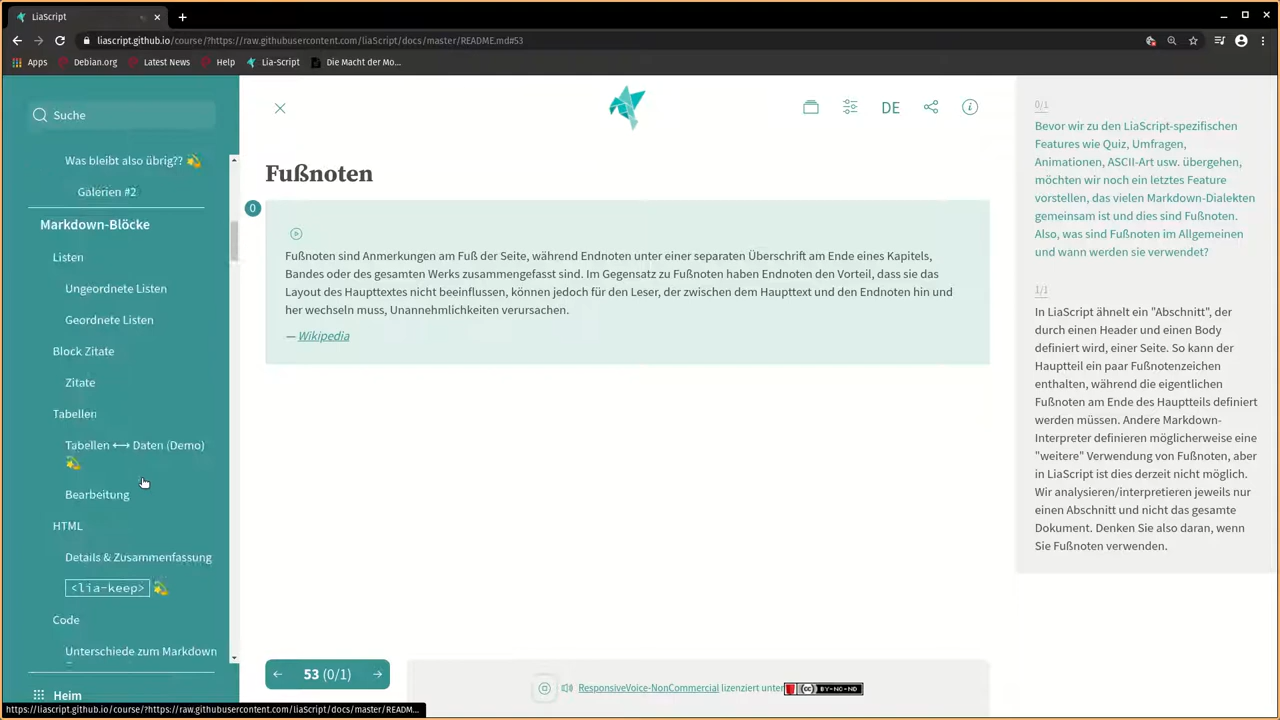 LiaScript
liascript.github.io/course/?https://raw.githubusercontent.com/liaScript/docs/master/README.md#53
Apps
Debian.org
Latest News
Help
Lia-Script
Die Macht der Mo...
Suche
Was bleibt also übrig??
Galerien #2
Markdown-Blöcke
Listen
Ungeordnete Listen
Geordnete Listen
Block Zitate
Zitate
Tabellen
Tabellen ⟷ Daten (Demo)
Bearbeitung
HTML
Details & Zusammenfassung
<lia-keep>
Code
Unterschiede zum Markdown
Heim
https://liascript.github.io/course/?https://raw.githubusercontent.com/liaScript/docs/master/READM...
DE
Fußnoten
0
Fußnoten sind Anmerkungen am Fuß der Seite, während Endnoten unter einer separaten Überschrift am Ende eines Kapitels,
Bandes oder des gesamten Werks zusammengefasst sind. Im Gegensatz zu Fußnoten haben Endnoten den Vorteil, dass sie das
Layout des Haupttextes nicht beeinflussen, können jedoch für den Leser, der zwischen dem Haupttext und den Endnoten hin und
her wechseln muss, Unannehmlichkeiten verursachen.
— Wikipedia
53 (0/1)
ResponsiveVoice-NonCommercial lizenziert unter
cc BY-NC-ND
0/1
Bevor wir zu den LiaScript-spezifischen
Features wie Quiz, Umfragen,
Animationen, ASCII-Art usw. übergehen,
möchten wir noch ein letztes Feature
vorstellen, das vielen Markdown-Dialekten
gemeinsam ist und dies sind Fußnoten.
Also, was sind Fußnoten im Allgemeinen
und wann werden sie verwendet?
1/1
In LiaScript ähnelt ein "Abschnitt", der
durch einen Header und einen Body
definiert wird, einer Seite. So kann der
Hauptteil ein paar Fußnotenzeichen
enthalten, während die eigentlichen
Fußnoten am Ende des Hauptteils definiert
werden müssen. Andere Markdown-
Interpreter definieren möglicherweise eine
"weitere" Verwendung von Fußnoten, aber
in LiaScript ist dies derzeit nicht möglich.
Wir analysieren/interpretieren jeweils nur
einen Abschnitt und nicht das gesamte
Dokument. Denken Sie also daran, wenn
Sie Fußnoten verwenden.